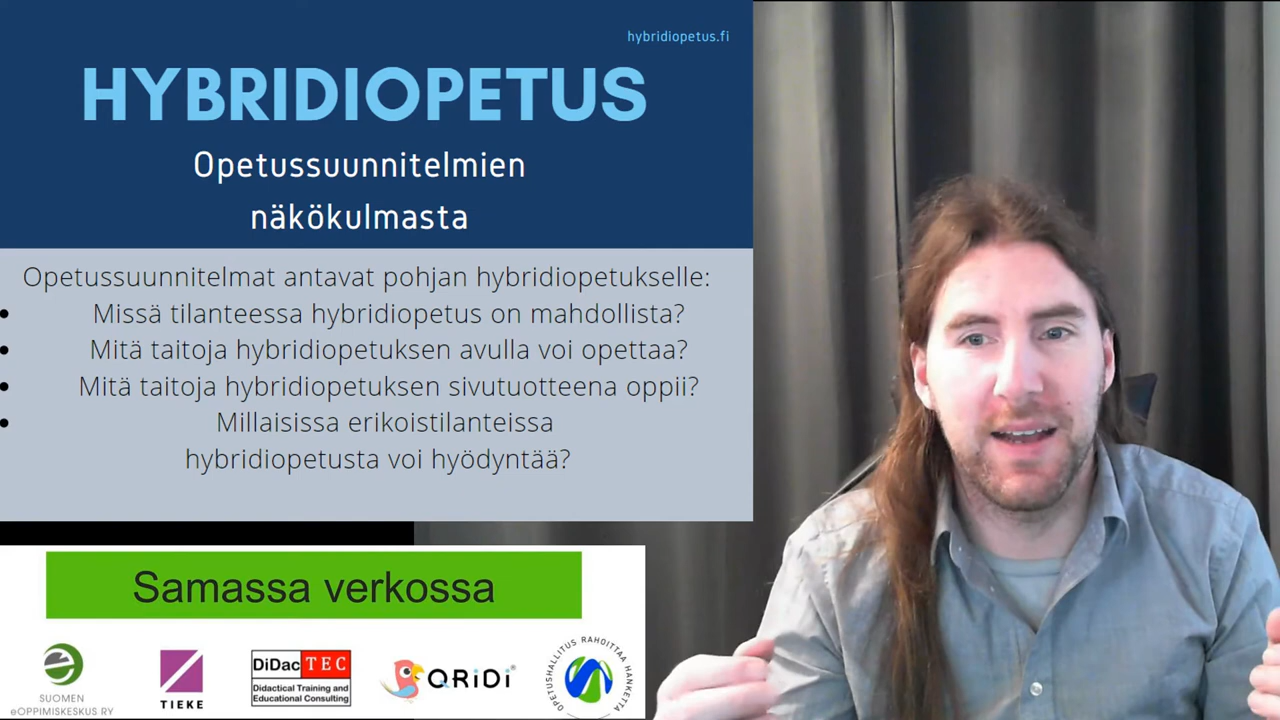 hybridiopetus.fi
HYBRIDIOPETUS
Opetussuunnitelmien
näkökulmasta
Opetussuunnitelmat antavat pohjan hybridiopetukselle:
• Missä tilanteessa hybridiopetus on mahdollista?
• Mitä taitoja hybridiopetuksen avulla voi opettaa?
• Mitä taitoja hybridiopetuksen sivutuotteena oppii?
• Millaisissa erikoistilanteissa
hybridiopetusta voi hyödyntää?
Samassa verkossa
SUOMEN
eOPPIMISKESKUS RY
TIEKE
DiDacTEC
Didactical Training and
Educational Consulting
QRiDi
OPETUSHALLITUS RAHOITTAA HANKETTA